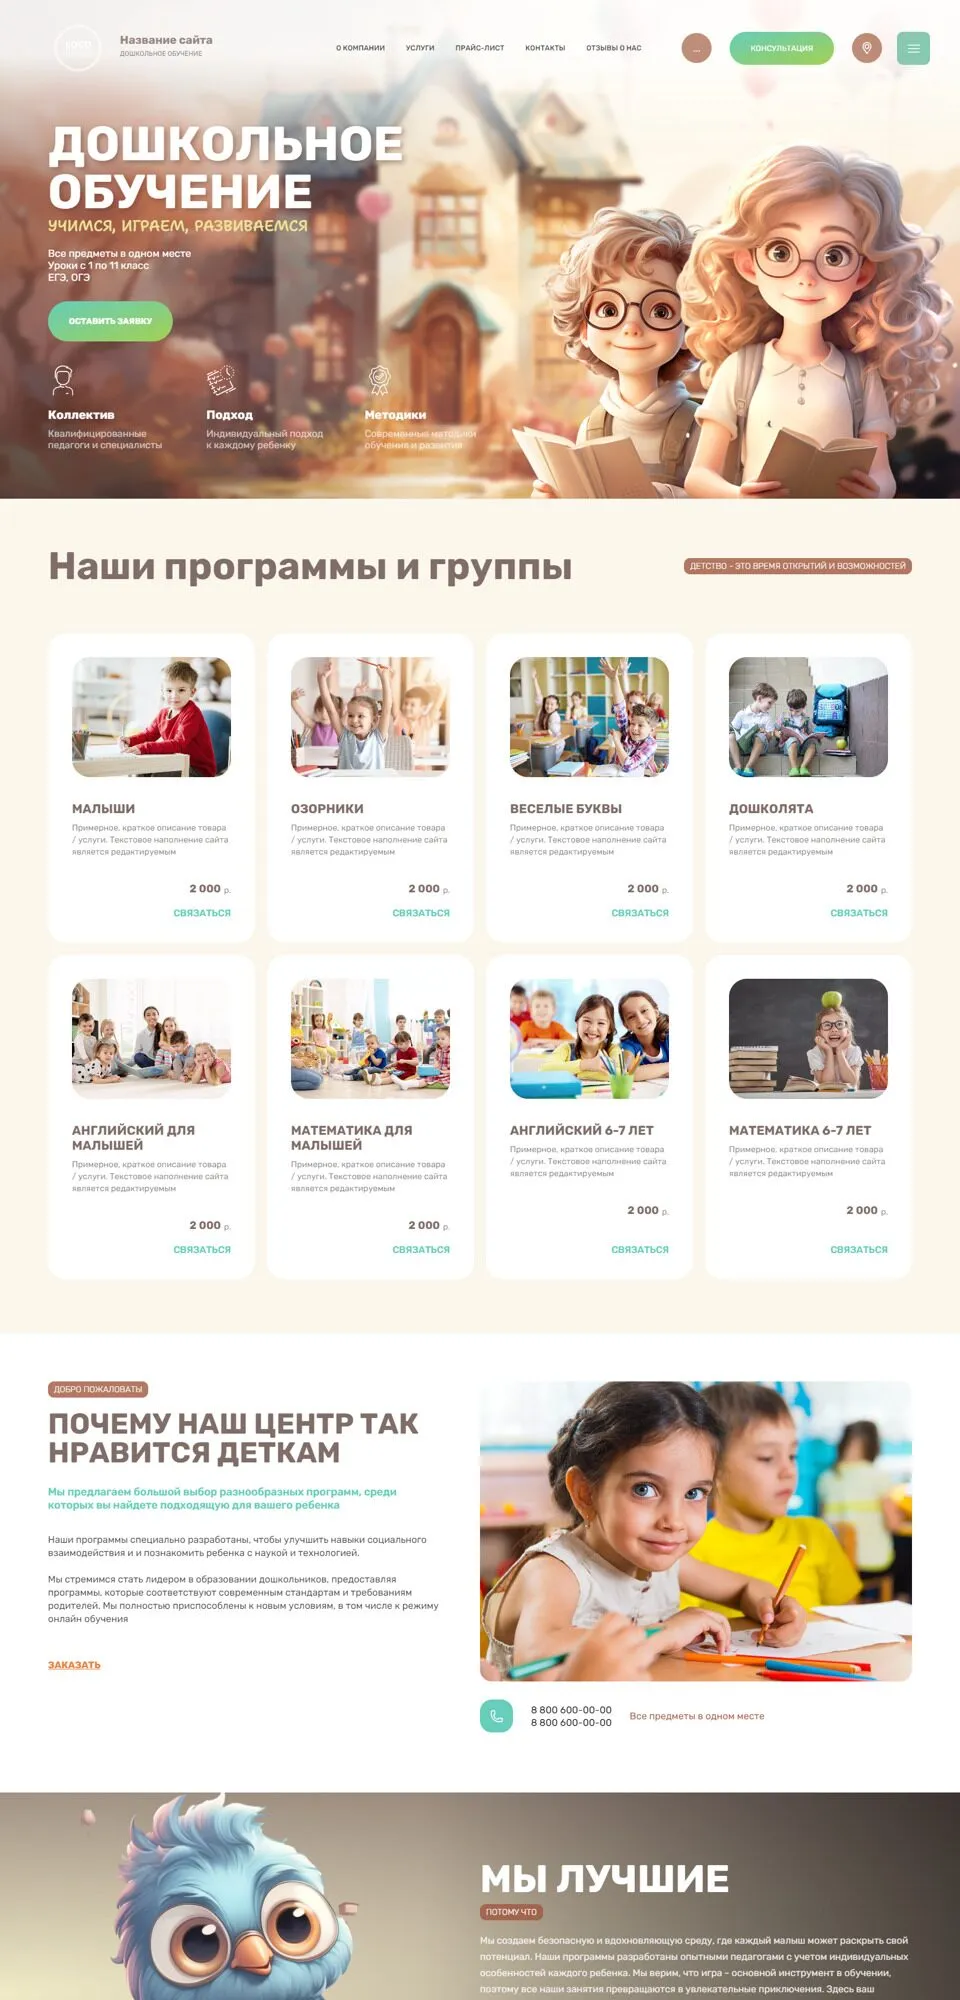 LOGO
Название сайта
ДОШКОЛЬНОЕ ОБУЧЕНИЕ
О КОМПАНИИ
УСЛУГИ
ПРАЙС-ЛИСТ
КОНТАКТЫ
ОТЗЫВЫ О НАС
...
КОНСУЛЬТАЦИЯ
ДОШКОЛЬНОЕ
ОБУЧЕНИЕ
УЧИМСЯ, ИГРАЕМ, РАЗВИВАЕМСЯ
Все предметы в одном месте
Уроки с 1 по 11 класс
ЕГЭ, ОГЭ
ОСТАВИТЬ ЗАЯВКУ
Коллектив
Квалифицированные
педагоги и специалисты
Подход
Индивидуальный подход
к каждому ребенку
Методики
Современные методики
обучения и развития
Наши программы и группы
ДЕТСТВО - ЭТО ВРЕМЯ ОТКРЫТИЙ И ВОЗМОЖНОСТЕЙ
МАЛЫШИ
Примерное, краткое описание товара
/ услуги. Текстовое наполнение сайта
является редактируемым
2 000 р.
СВЯЗАТЬСЯ
ОЗОРНИКИ
Примерное, краткое описание товара
/ услуги. Текстовое наполнение сайта
является редактируемым
2 000 р.
СВЯЗАТЬСЯ
ВЕСЕЛЫЕ БУКВЫ
Примерное, краткое описание товара
/ услуги. Текстовое наполнение сайта
является редактируемым
2 000 р.
СВЯЗАТЬСЯ
ДОШКОЛЯТА
Примерное, краткое описание товара
/ услуги. Текстовое наполнение сайта
является редактируемым
2 000 р.
СВЯЗАТЬСЯ
АНГЛИЙСКИЙ ДЛЯ
МАЛЫШЕЙ
Примерное, краткое описание товара
/ услуги. Текстовое наполнение сайта
является редактируемым
2 000 р.
СВЯЗАТЬСЯ
МАТЕМАТИКА ДЛЯ
МАЛЫШЕЙ
Примерное, краткое описание товара
/ услуги. Текстовое наполнение сайта
является редактируемым
2 000 р.
СВЯЗАТЬСЯ
АНГЛИЙСКИЙ 6-7 ЛЕТ
Примерное, краткое описание товара
/ услуги. Текстовое наполнение сайта
является редактируемым
2 000 р.
СВЯЗАТЬСЯ
МАТЕМАТИКА 6-7 ЛЕТ
Примерное, краткое описание товара
/ услуги. Текстовое наполнение сайта
является редактируемым
2 000 р.
СВЯЗАТЬСЯ
ДОБРО ПОЖАЛОВАТЬ!
ПОЧЕМУ НАШ ЦЕНТР ТАК
НРАВИТСЯ ДЕТКАМ
Мы предлагаем большой выбор разнообразных программ, среди
которых вы найдете подходящую для вашего ребенка
Наши программы специально разработаны, чтобы улучшить навыки социального
взаимодействия и и познакомить ребенка с наукой и технологией.
Мы стремимся стать лидером в образовании дошкольников, предоставляя
программы, которые соответствуют современным стандартам и требованиям
родителей. Мы полностью приспособлены к новым условиям, в том числе к режиму
онлайн обучения
ЗАКАЗАТЬ
8 800 600-00-00
8 800 600-00-00
Все предметы в одном месте
МЫ ЛУЧШИЕ
ПОТОМУ ЧТО
Мы создаем безопасную и вдохновляющую среду, где каждый малыш может раскрыть свой
потенциал. Наши программы разработаны опытными педагогами с учетом индивидуальных
особенностей каждого ребенка. Мы верим, что игра - основной инструмент в обучении,
поэтому все наши занятия превращаются в увлекательные приключения. Здесь ваш